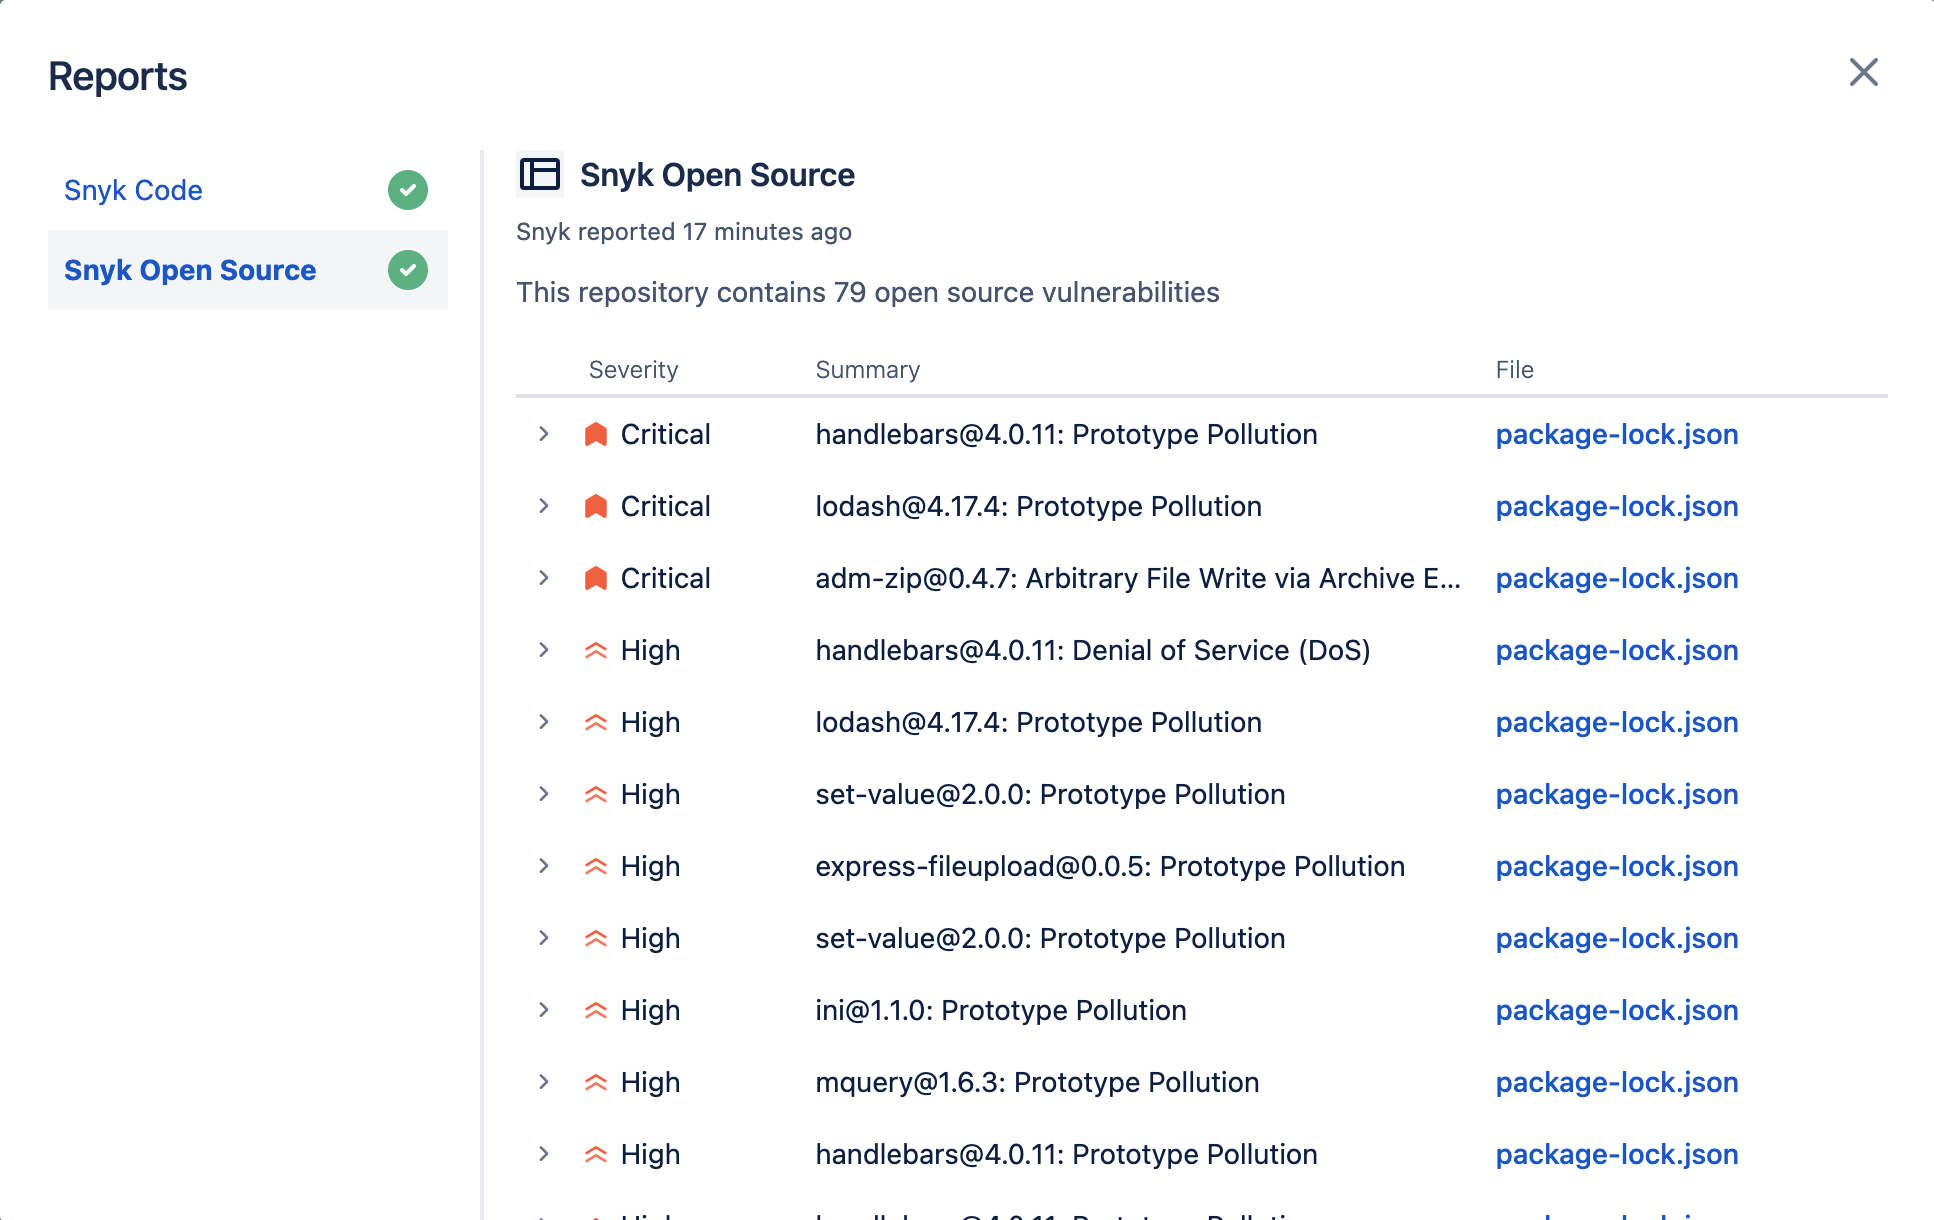 Reports
Snyk Code
Snyk Open Source
Snyk Open Source
Snyk reported 17 minutes ago
This repository contains 79 open source vulnerabilities
Severity Summary File
Critical handlebars@4.0.11: Prototype Pollution package-lock.json
Critical lodash@4.17.4: Prototype Pollution package-lock.json
Critical adm-zip@0.4.7: Arbitrary File Write via Archive E... package-lock.json
High handlebars@4.0.11: Denial of Service (DoS) package-lock.json
High lodash@4.17.4: Prototype Pollution package-lock.json
High set-value@2.0.0: Prototype Pollution package-lock.json
High express-fileupload@0.0.5: Prototype Pollution package-lock.json
High set-value@2.0.0: Prototype Pollution package-lock.json
High ini@1.1.0: Prototype Pollution package-lock.json
High mquery@1.6.3: Prototype Pollution package-lock.json
High handlebars@4.0.11: Prototype Pollution package-lock.json